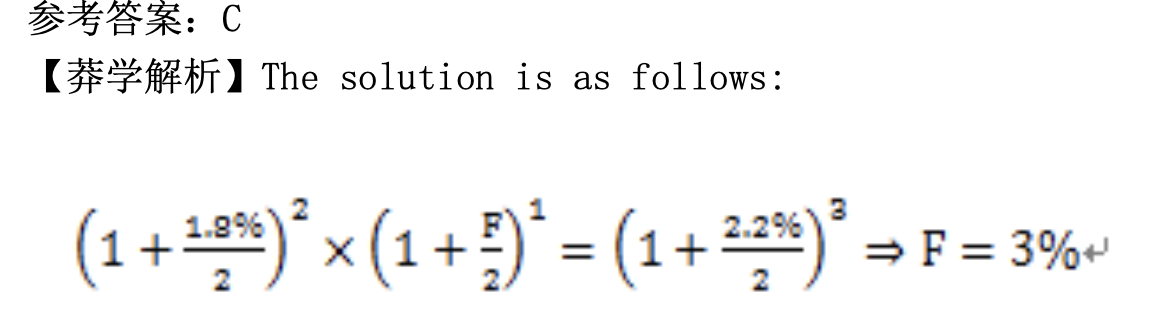 参考答案：C
【莽学解析】The solution is as follows:
(1 + 1.8%/2)^2 × (1 + F/2)^1 = (1 + 2.2%/2)^3 ⇒ F = 3%↵